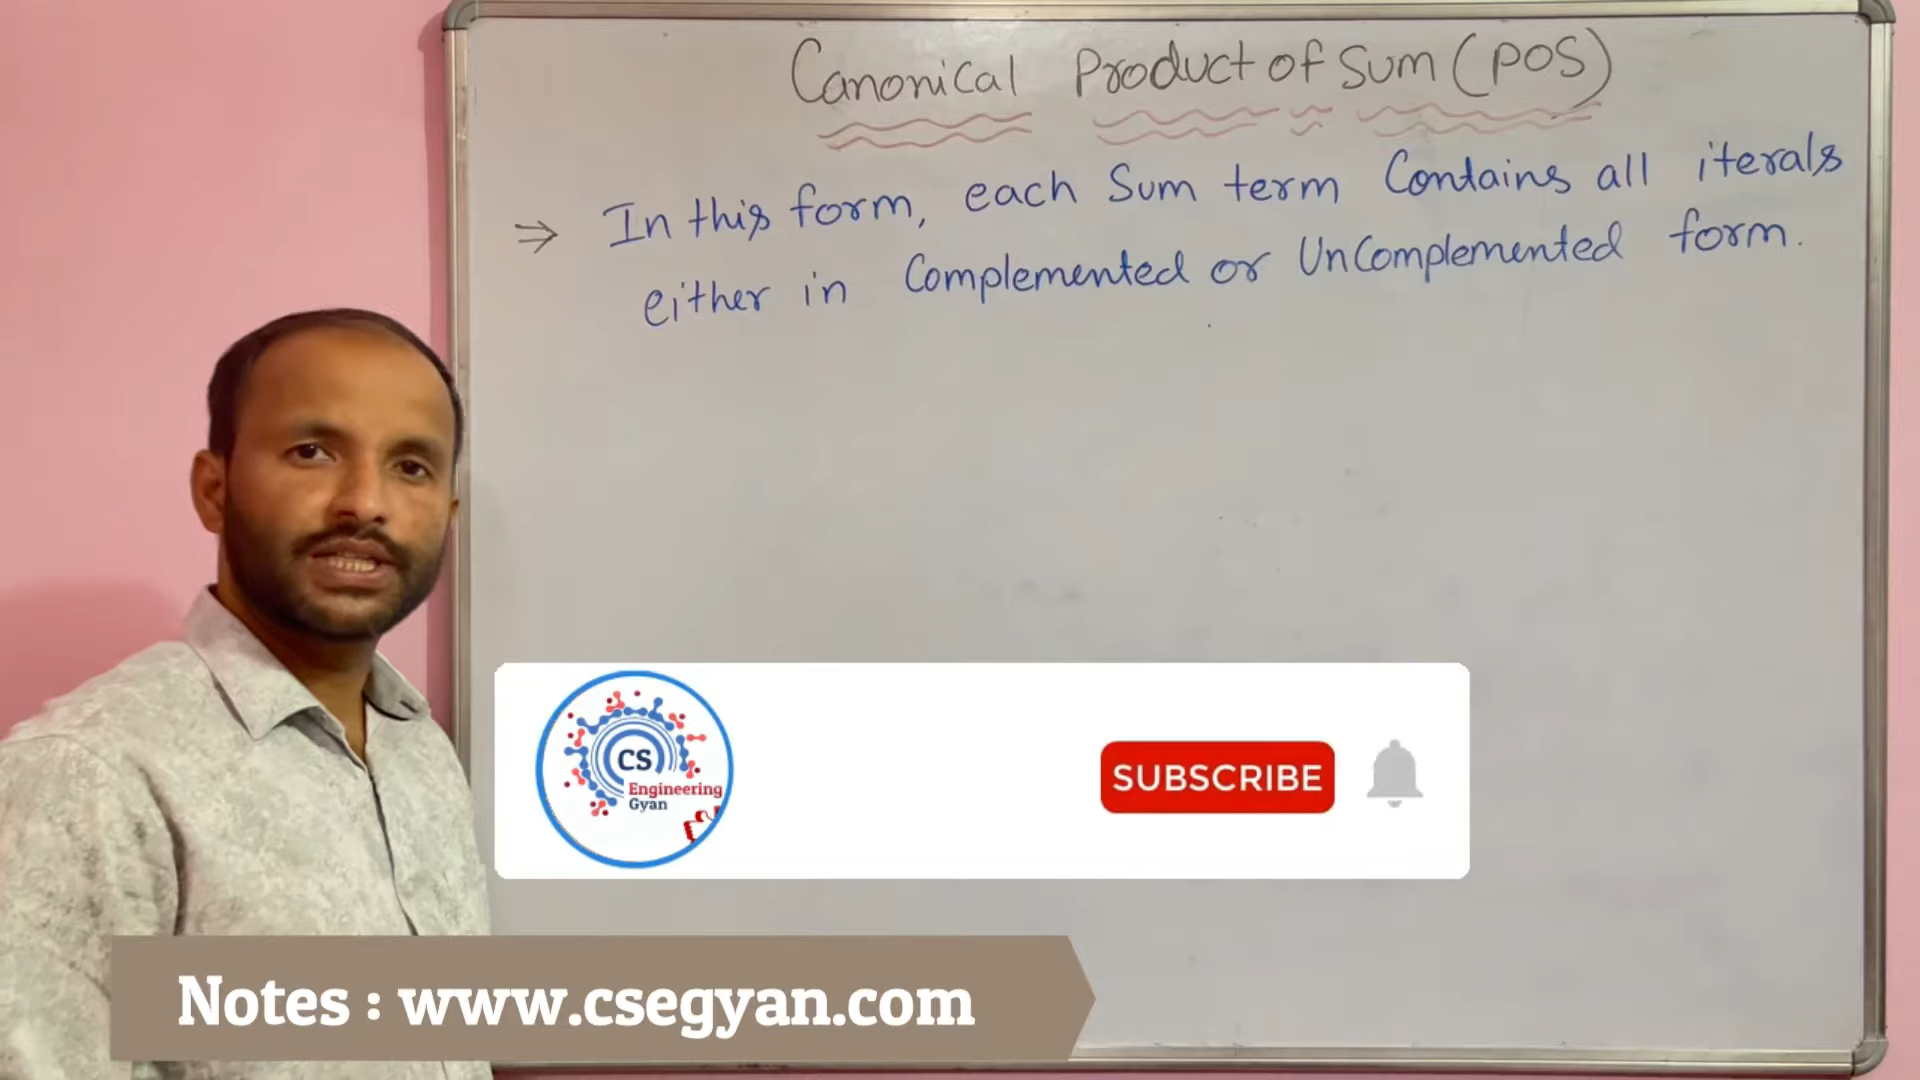 Canonical Product of Sum (POS)
⇒ In this form, each Sum term Contains all iterals
either in Complemented or UnComplemented form.
CS
Engineering
Gyan
SUBSCRIBE
Notes : www.csegyan.com